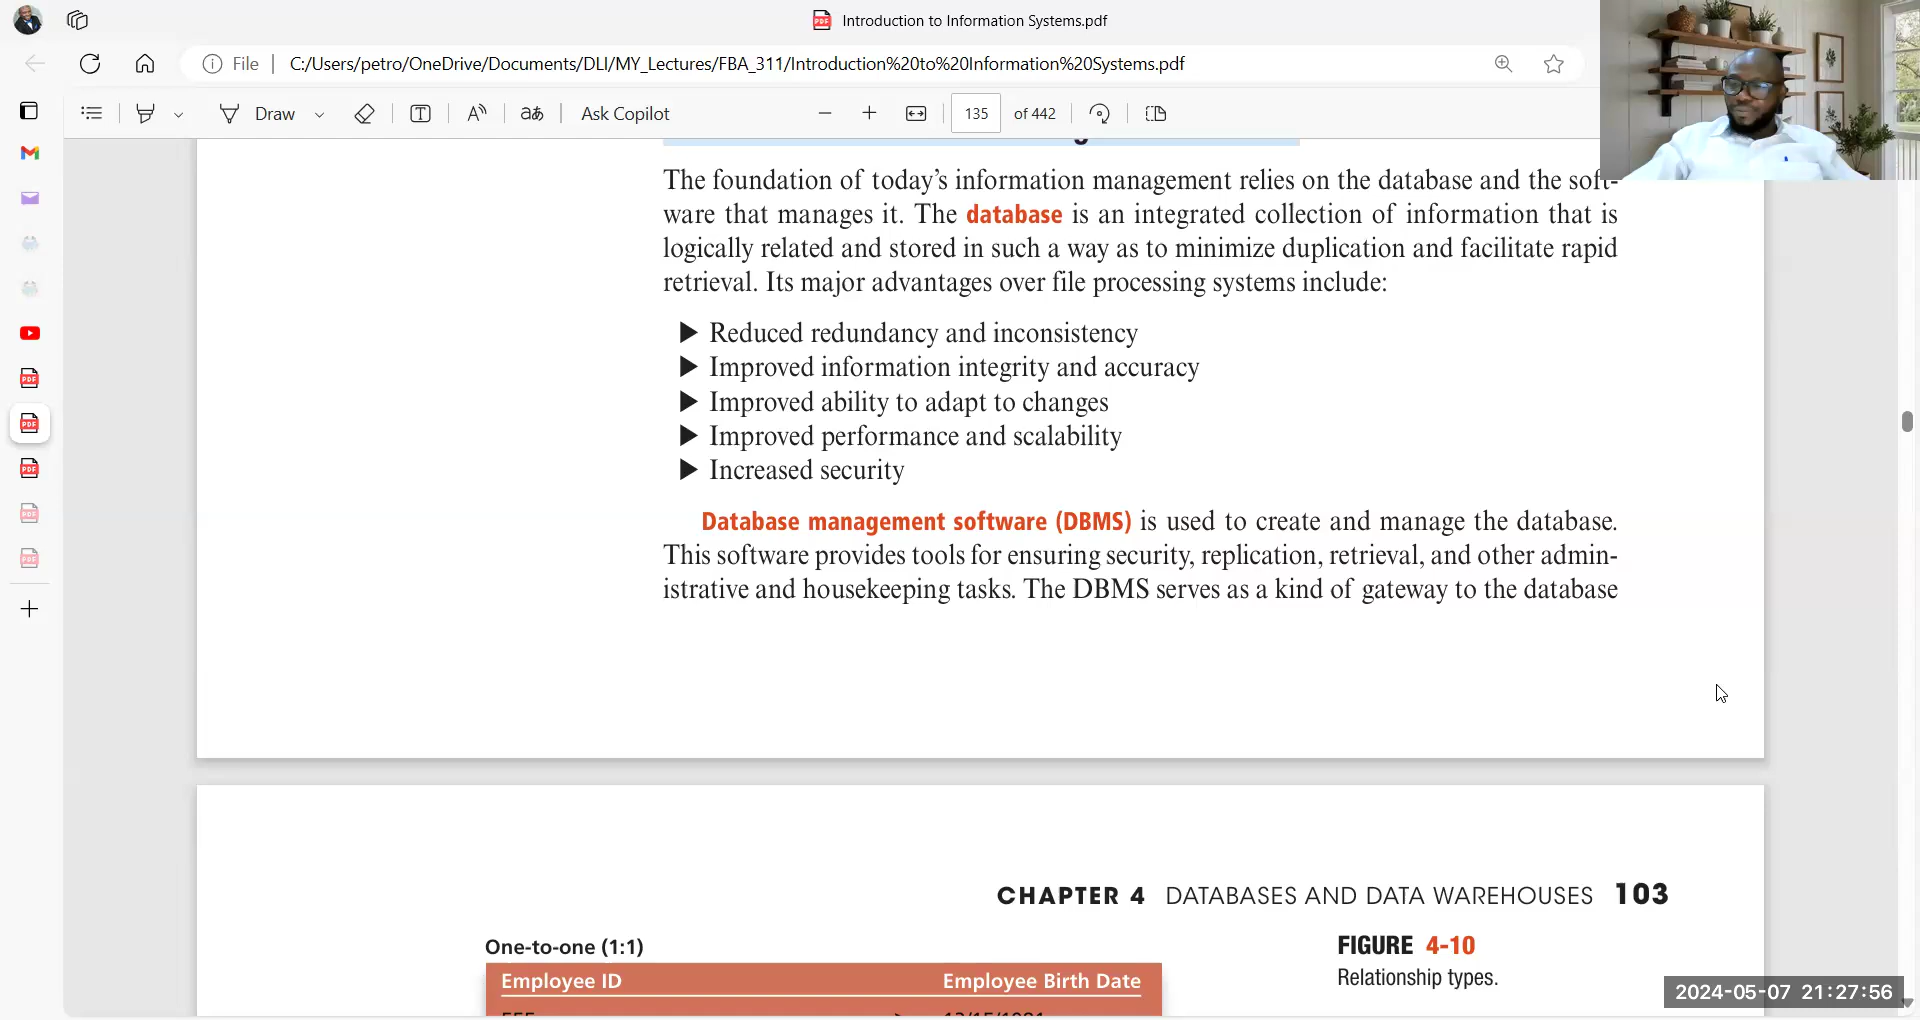 Introduction to Information Systems.pdf
File
C:/Users/petro/OneDrive/Documents/DLI/MY_Lectures/FBA_311/Introduction%20to%20Information%20Systems.pdf
Draw
Ask Copilot
135 of 442
The foundation of today’s information management relies on the database and the soft-
ware that manages it. The database is an integrated collection of information that is
logically related and stored in such a way as to minimize duplication and facilitate rapid
retrieval. Its major advantages over file processing systems include:
▶ Reduced redundancy and inconsistency
▶ Improved information integrity and accuracy
▶ Improved ability to adapt to changes
▶ Improved performance and scalability
▶ Increased security
Database management software (DBMS) is used to create and manage the database.
This software provides tools for ensuring security, replication, retrieval, and other admin-
istrative and housekeeping tasks. The DBMS serves as a kind of gateway to the database
CHAPTER 4 DATABASES AND DATA WAREHOUSES 103
One-to-one (1:1)
Employee ID Employee Birth Date
FIGURE 4-10
Relationship types.
2024-05-07 21:27:56